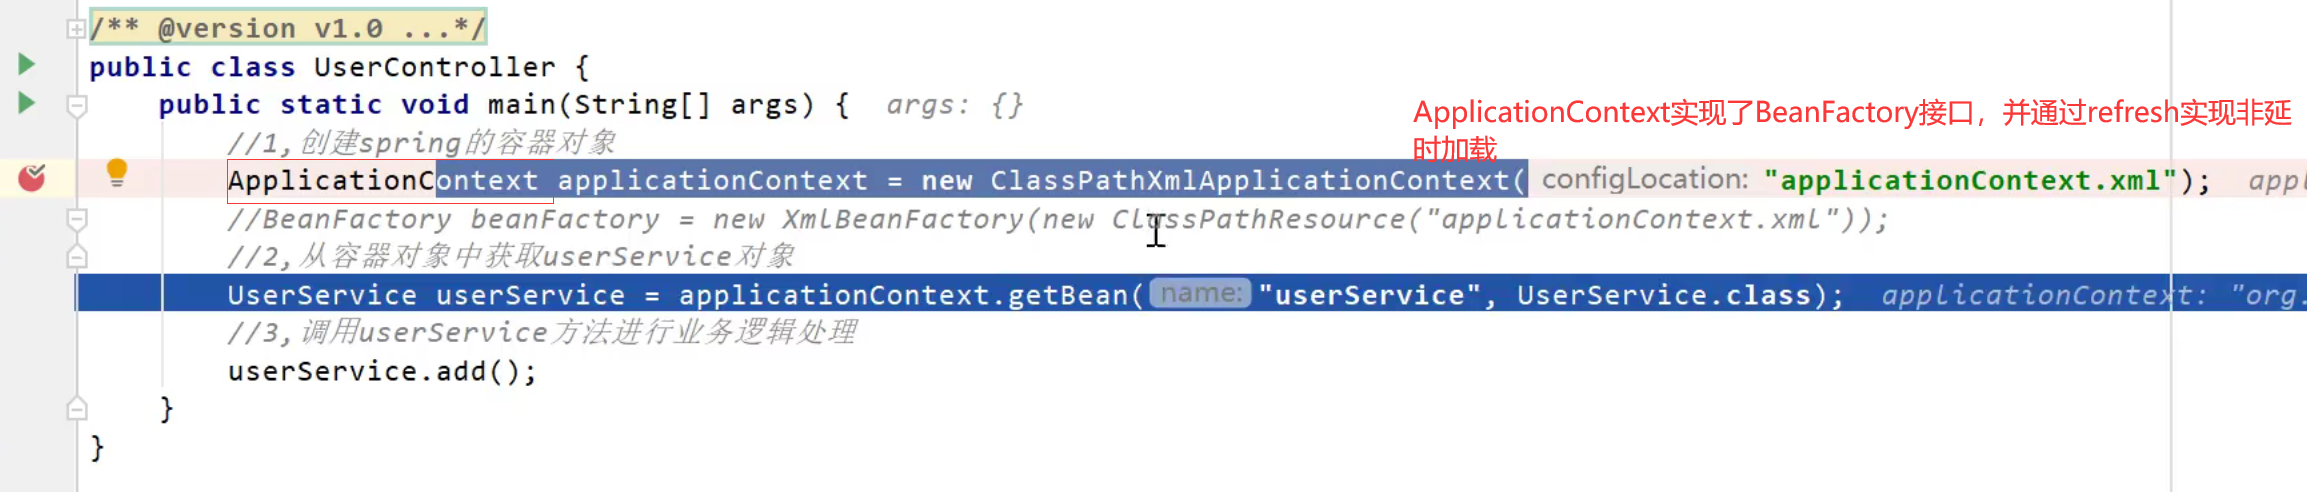 /** @version v1.0 ...*/
public class UserController {
public static void main(String[] args) {  args: {}
ApplicationContext实现了BeanFactory接口，并通过refresh实现非延
时加载
//1,创建spring的容器对象
ApplicationContext applicationContext = new ClassPathXmlApplicationContext( configLocation: "applicationContext.xml");  appl
//BeanFactory beanFactory = new XmlBeanFactory(new ClassPathResource("applicationContext.xml"));
//2,从容器对象中获取userService对象
UserService userService = applicationContext.getBean( name: "userService", UserService.class);  applicationContext: "org.
//3,调用userService方法进行业务逻辑处理
userService.add();
}
}